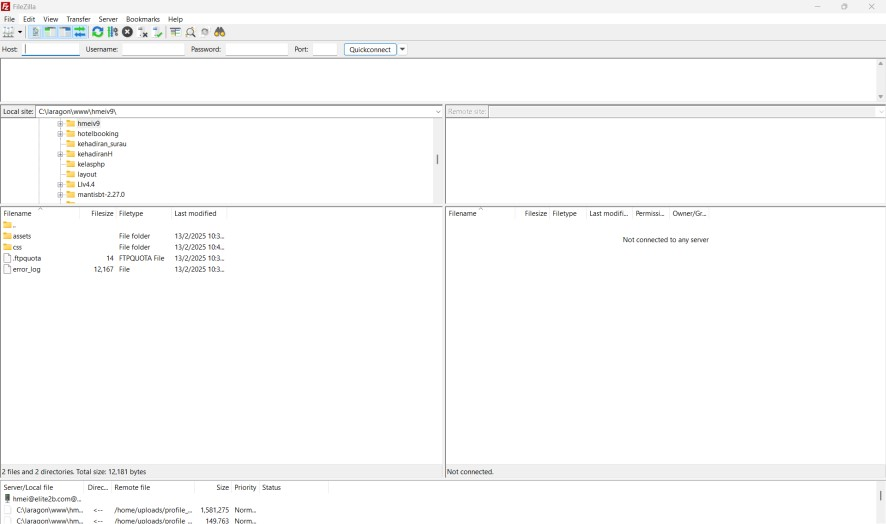 FileZilla
File Edit View Transfer Server Bookmarks Help
Host: Username: Password: Port: Quickconnect
Local site: C:\laragon\www\hmeiv9\
Remote site:
hmeiv9
hotelbooking
kehadiran_surau
kehadiranH
kelasphp
layout
LIv4.4
mantisbt-2.27.0
Filename Filesize Filetype Last modified
..
assets File folder 13/2/2025 10:3...
css File folder 13/2/2025 10:4...
.ftpquota 14 FTPQUOTA File 13/2/2025 10:3...
error_log 12,167 File 13/2/2025 10:3...
2 files and 2 directories. Total size: 12,181 bytes
Filename Filesize Filetype Last modifi... Permissi... Owner/Gr...
Not connected to any server
Not connected.
Server/Local file Direc... Remote file Size Priority Status
hmei@elite2b.com@...
C:\laragon\www\hm... <-- /home/uploads/profile_... 1,581,275 Norm...
C:\laragon\www\hm... <-- /home/uploads/profile_... 149,763 Norm...